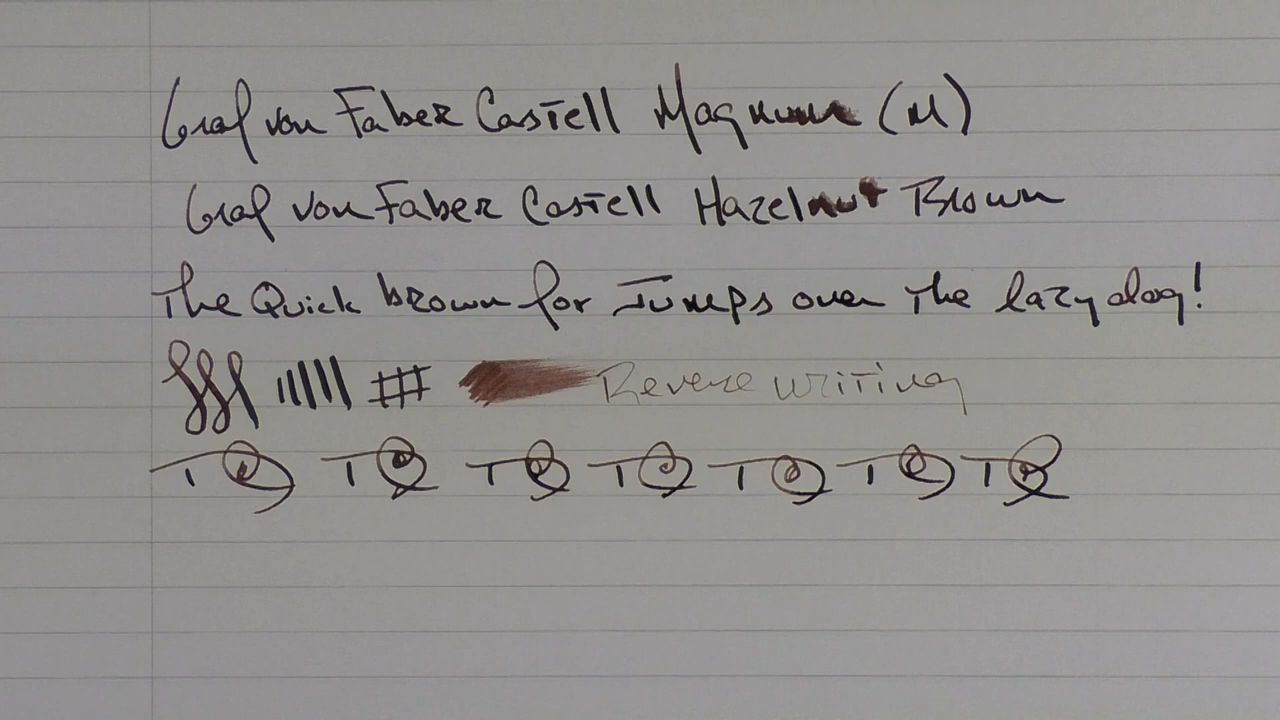 Graf von Faber Castell Magnum (M)
Graf von Faber Castell Hazelnut Brown
The Quick brown for Jumps over The lazy dog!
Reverse writing